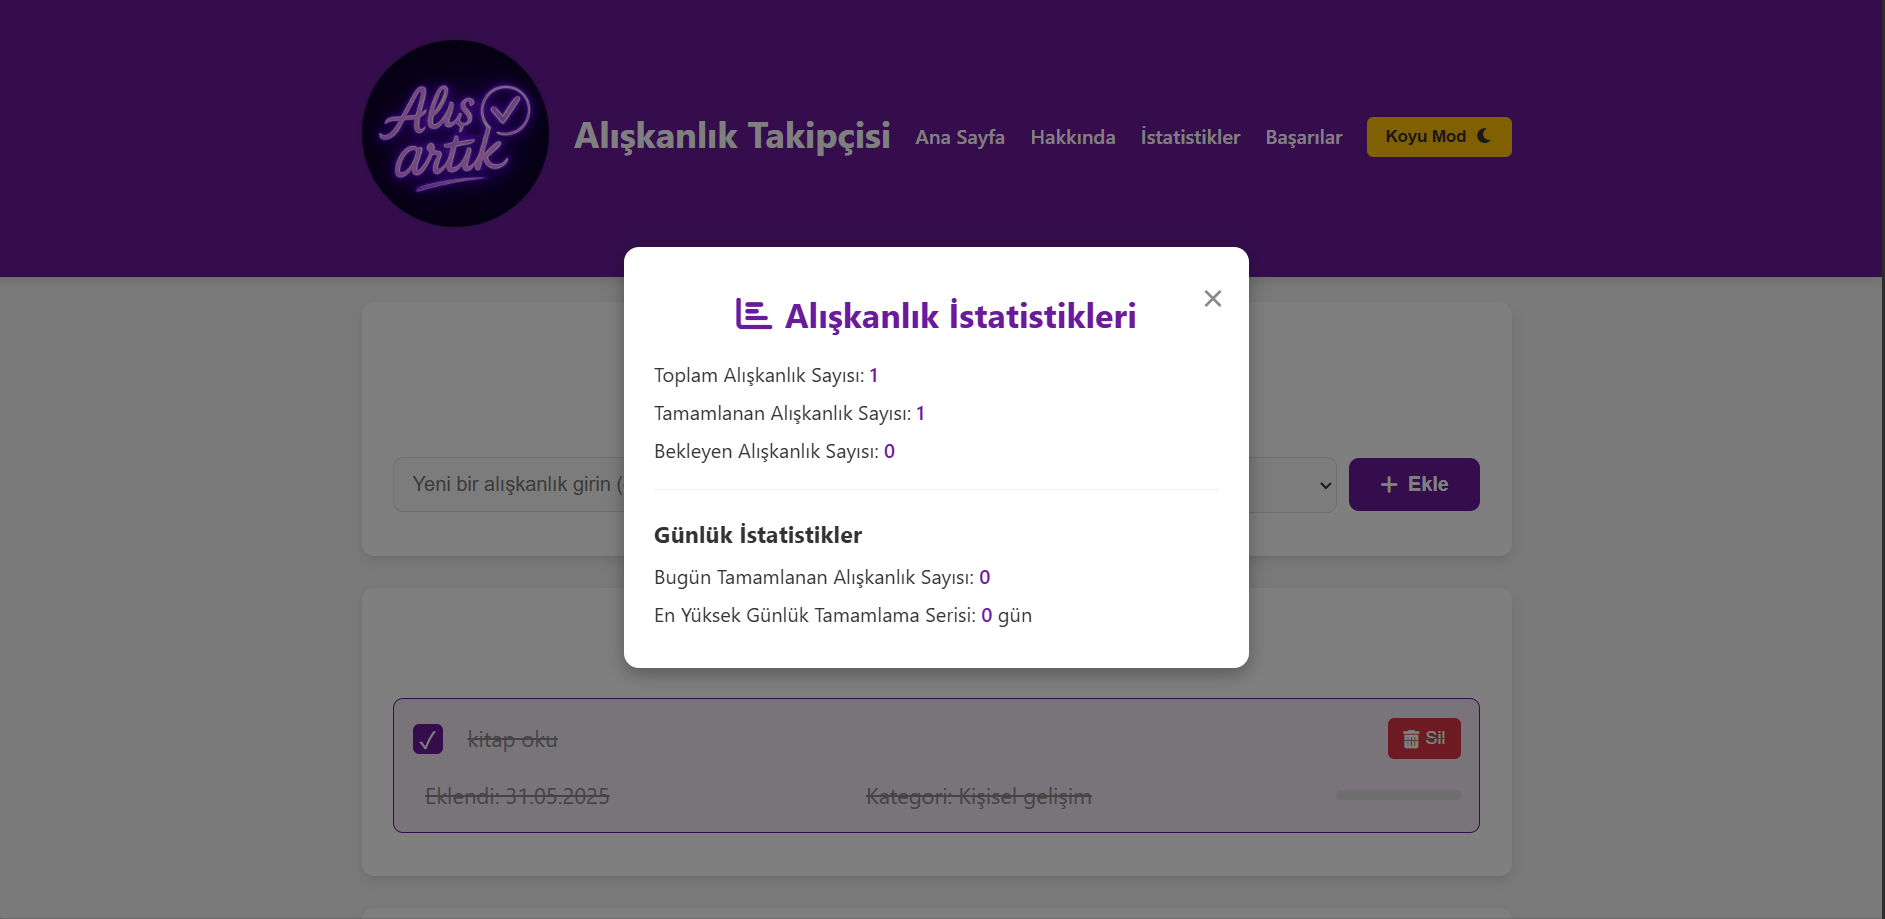 Alış
artık
Alışkanlık Takipçisi
Ana Sayfa
Hakkında
İstatistikler
Başarılar
Koyu Mod
Alışkanlık İstatistikleri
Toplam Alışkanlık Sayısı: 1
Tamamlanan Alışkanlık Sayısı: 1
Bekleyen Alışkanlık Sayısı: 0
Yeni bir alışkanlık girin (
Ekle
Günlük İstatistikler
Bugün Tamamlanan Alışkanlık Sayısı: 0
En Yüksek Günlük Tamamlama Serisi: 0 gün
kitap oku
Sil
Eklendi: 31.05.2025
Kategori: Kişisel gelişim